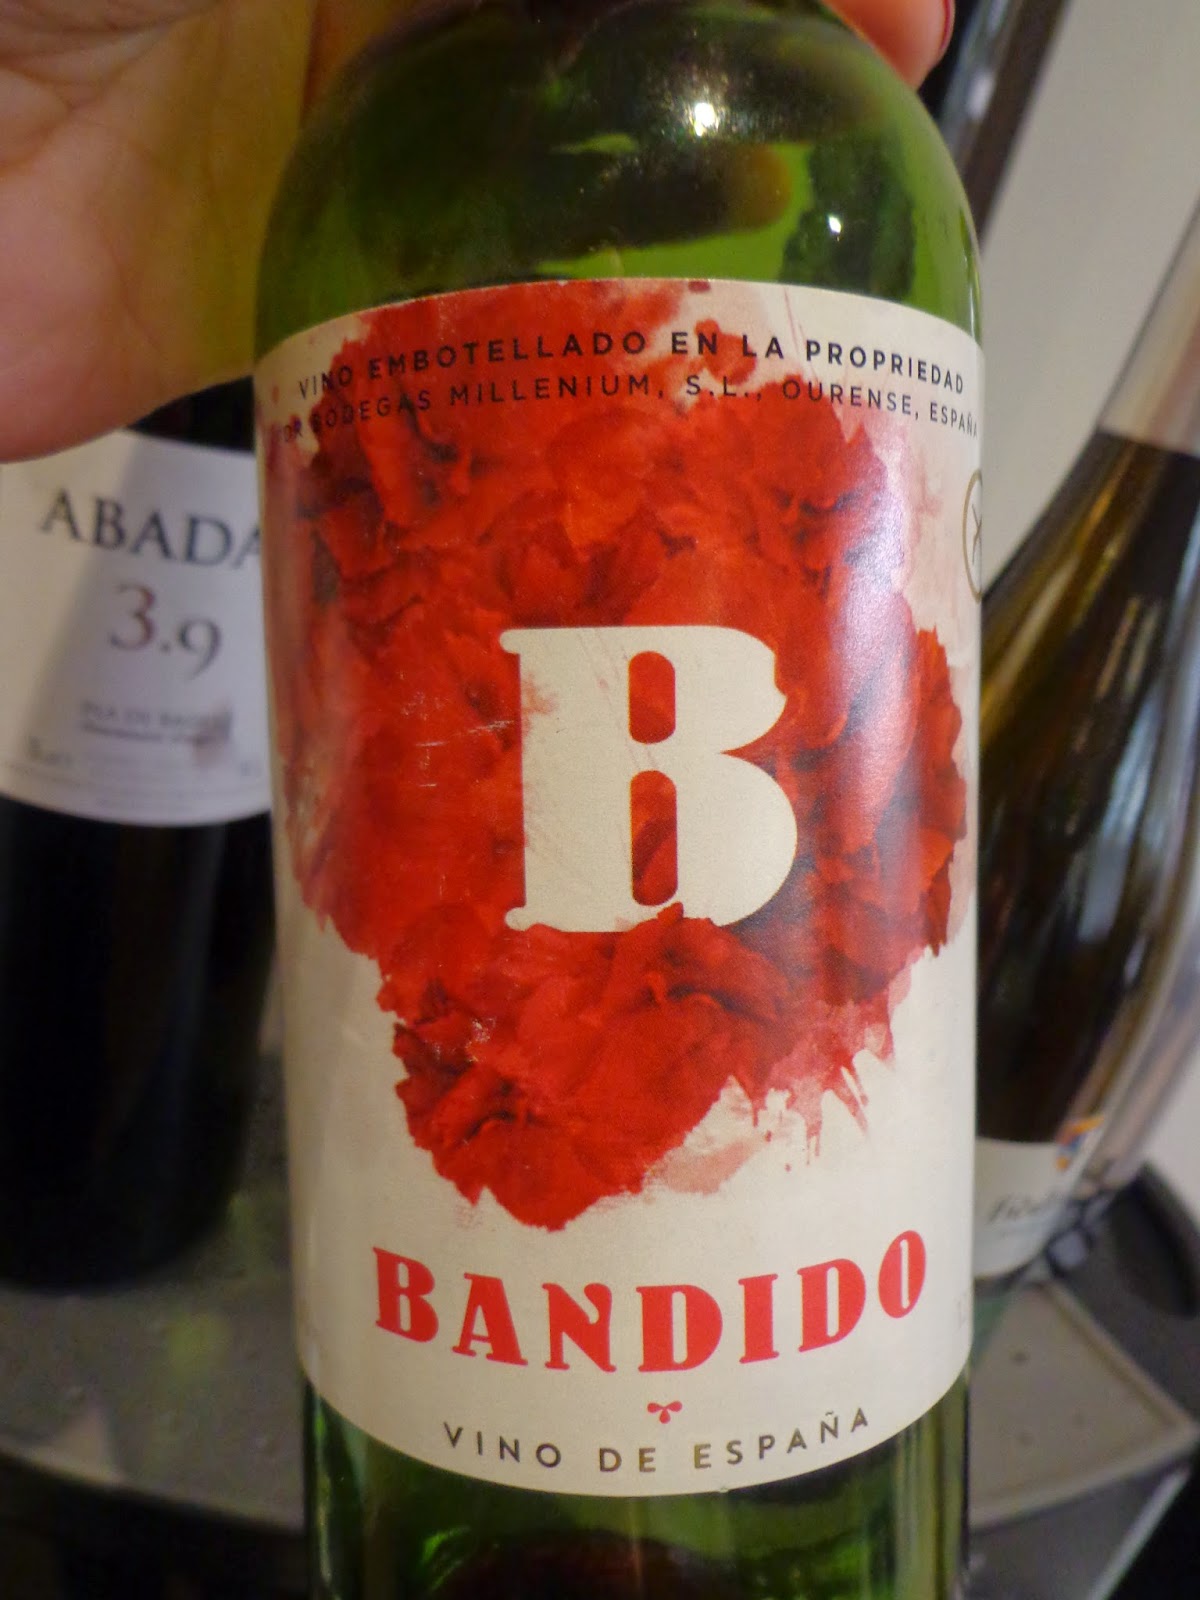 VINO EMBOTELLADO EN LA PROPRIEDAD
BODEGAS MILLENIUM, S.L., OURENSE, ESPAÑA
B
BANDIDO
VINO DE ESPAÑA
ABADA
3.9